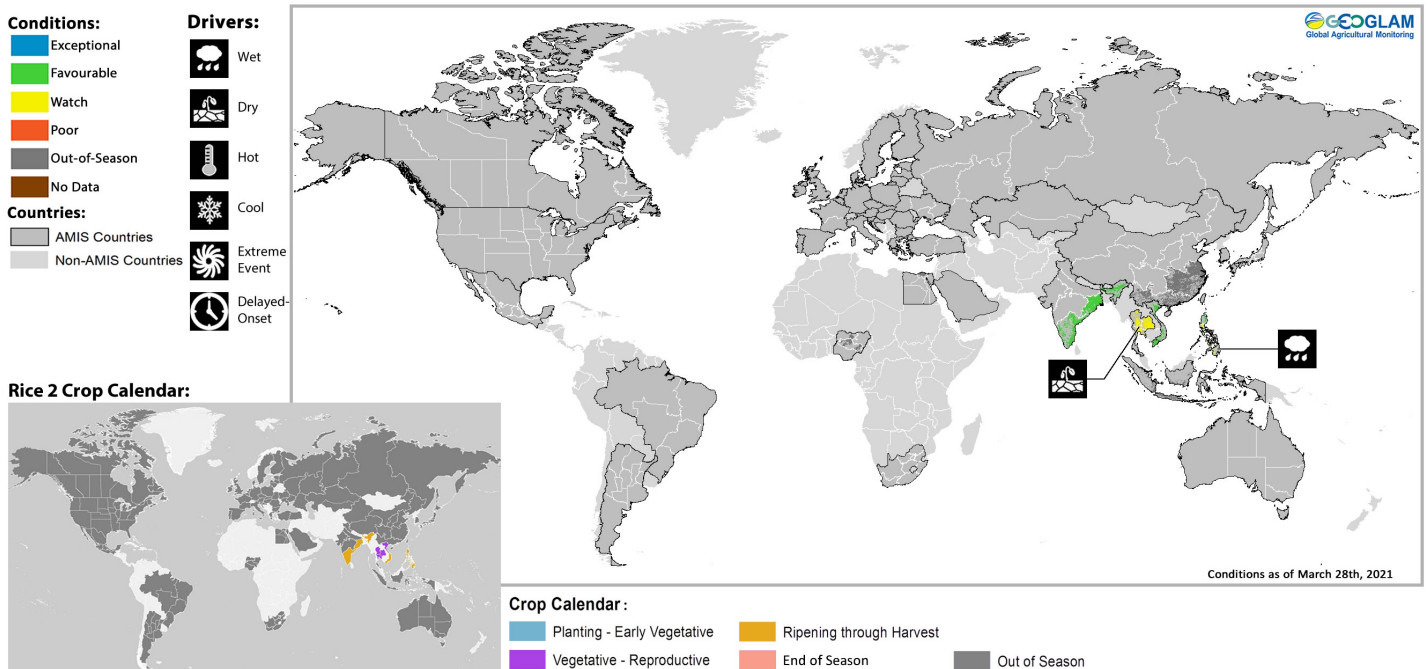 Conditions:
Exceptional
Favourable
Watch
Poor
Out-of-Season
No Data
Countries:
AMIS Countries
Non-AMIS Countries
Drivers:
Wet
Dry
Hot
Cool
Extreme
Event
Delayed-
Onset
GEOGLAM
Global Agricultural Monitoring
Conditions as of March 28th, 2021
Rice 2 Crop Calendar:
Crop Calendar :
Planting - Early Vegetative
Ripening through Harvest
Vegetative - Reproductive
End of Season
Out of Season